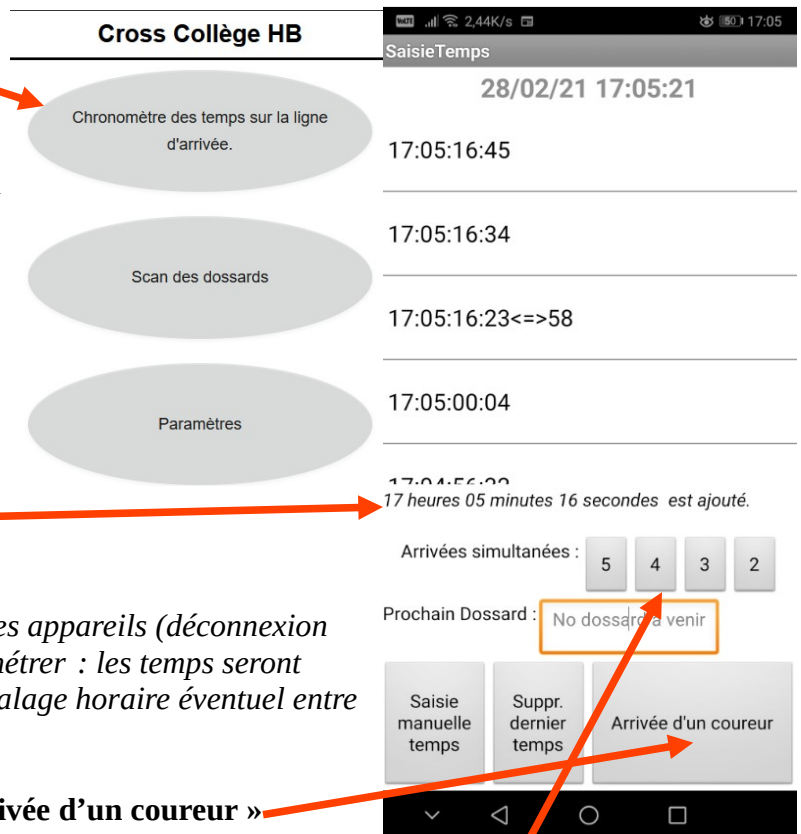 Cross Collège HB
Chronomètre des temps sur la ligne
d'arrivée.
Scan des dossards
Paramètres
2,44K/s 50 17:05
SaisieTemps
28/02/21 17:05:21
17:05:16:45
17:05:16:34
17:05:16:23<=>58
17:05:00:04
17 heures 05 minutes 16 secondes est ajouté.
Arrivées simultanées : 5 4 3 2
Prochain Dossard : No dossard à venir
Saisie
manuelle
temps
Suppr.
dernier
temps
Arrivée d'un coureur
es appareils (déconnexion
métrer : les temps seront
alage horaire éventuel entre
ivée d’un coureur »